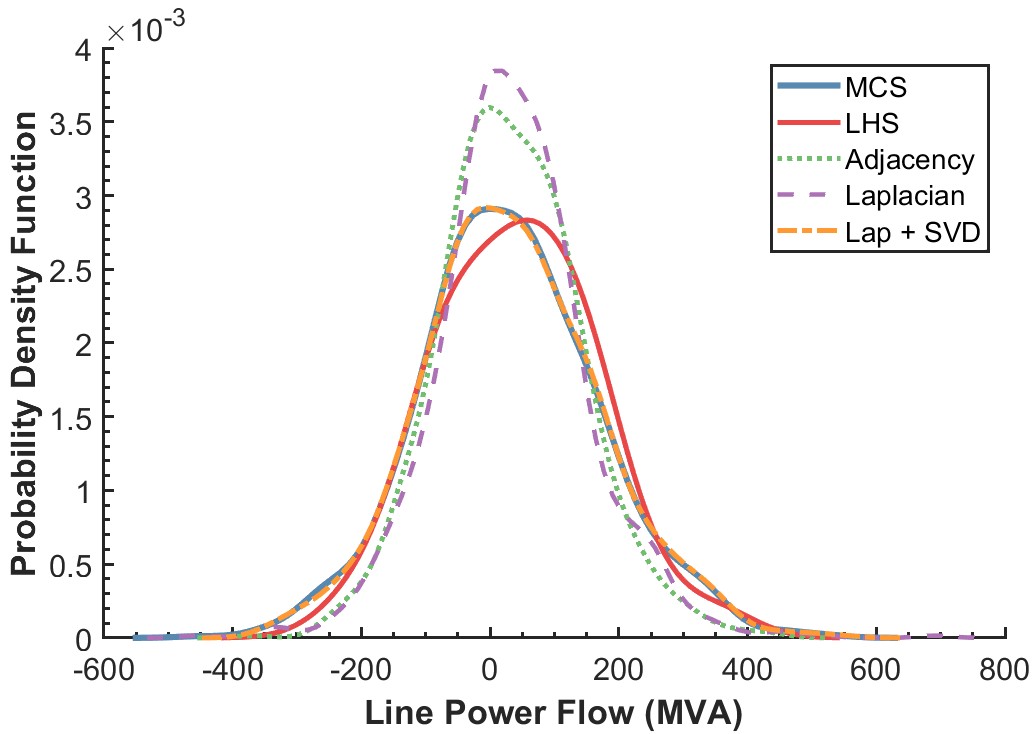 ×10-3
4
3.5
3
2.5
2
1.5
1
0.5
0
Probability Density Function
-600 -400 -200 0 200 400 600 800
Line Power Flow (MVA)
MCS
LHS
Adjacency
Laplacian
Lap + SVD